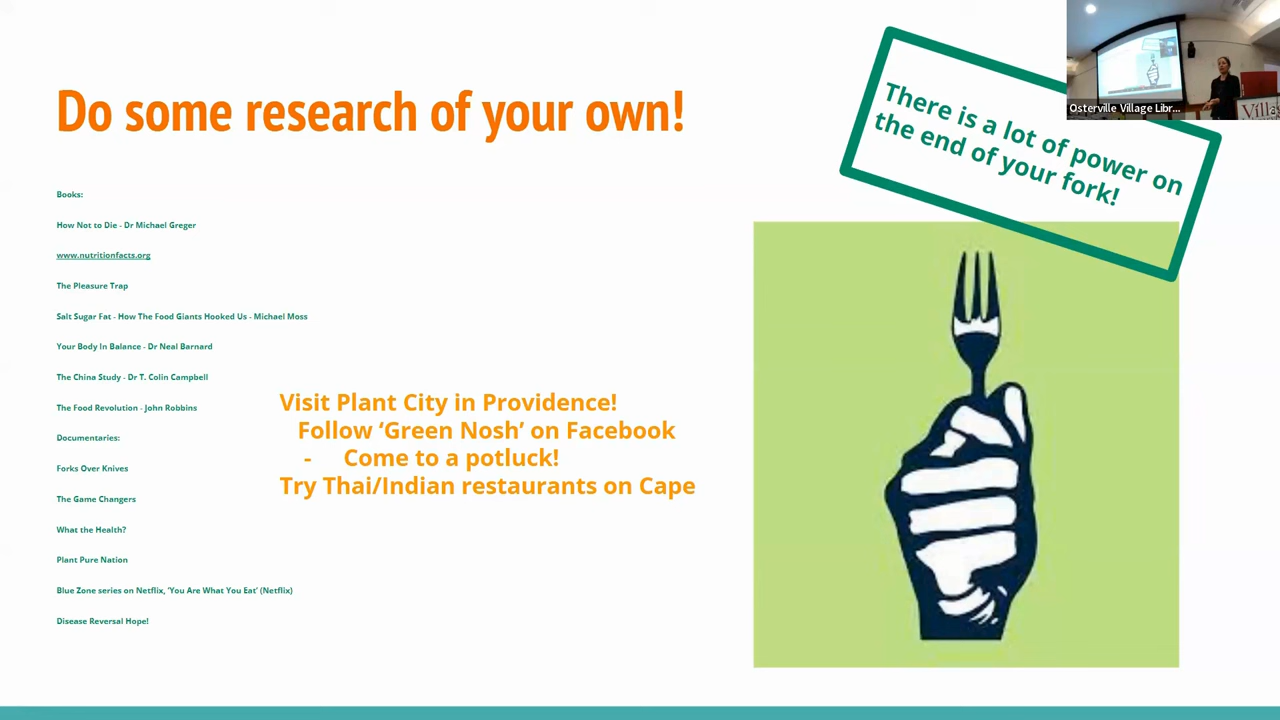 Do some research of your own!
There is a lot of power on
the end of your fork!
Osterville Village Libr...
Villa
Books:
How Not to Die - Dr Michael Greger
www.nutritionfacts.org
The Pleasure Trap
Salt Sugar Fat - How The Food Giants Hooked Us - Michael Moss
Your Body In Balance - Dr Neal Barnard
The China Study - Dr T. Colin Campbell
The Food Revolution - John Robbins
Documentaries:
Forks Over Knives
The Game Changers
What the Health?
Plant Pure Nation
Blue Zone series on Netflix, ‘You Are What You Eat’ (Netflix)
Disease Reversal Hope!
Visit Plant City in Providence!
Follow ‘Green Nosh’ on Facebook
- Come to a potluck!
Try Thai/Indian restaurants on Cape